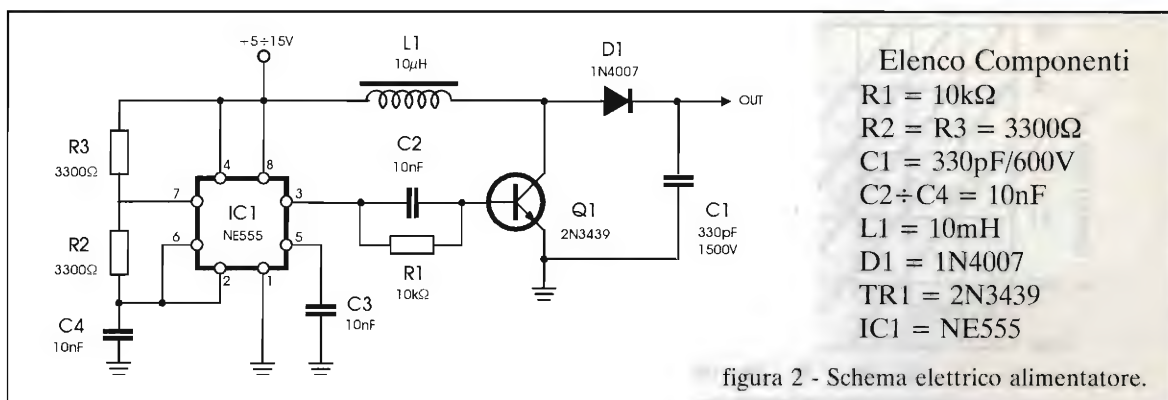 +5÷15V
L1
10µH
D1
1N4007
OUT
R3
3300Ω
C2
10nF
4
8
7
3
IC1
NE555
Q1
2N3439
C1
330pF
1500V
6
5
R2
3300Ω
2
1
R1
10kΩ
C3
10nF
C4
10nF
Elenco Componenti
R1 = 10kΩ
R2 = R3 = 3300Ω
C1 = 330pF/600V
C2÷C4 = 10nF
L1 = 10mH
D1 = 1N4007
TR1 = 2N3439
IC1 = NE555
figura 2 - Schema elettrico alimentatore.